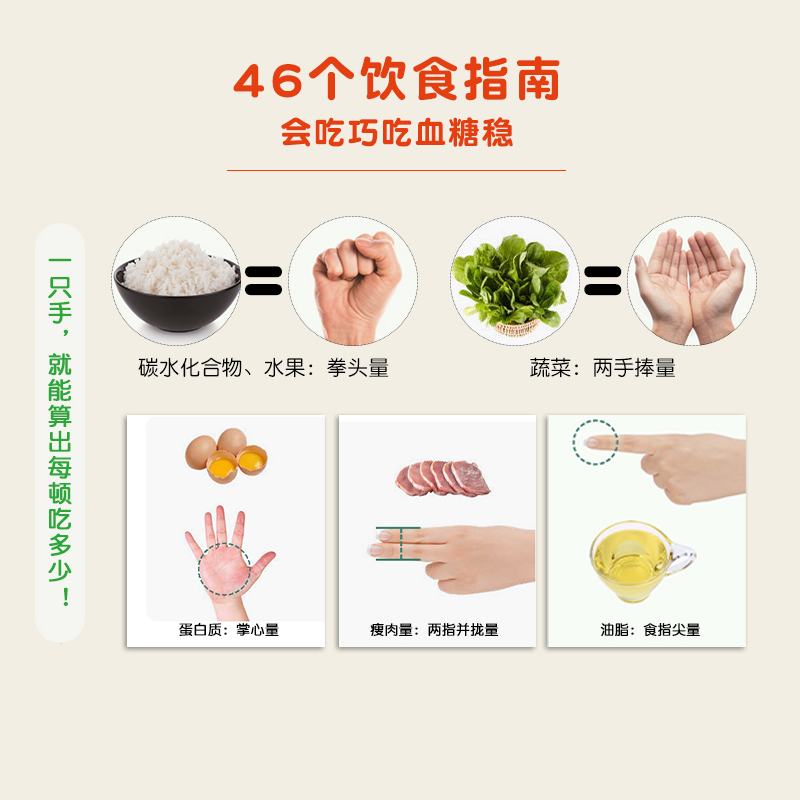 46个饮食指南
会吃巧吃血糖稳
一只手，就能算出每顿吃多少！
碳水化合物、水果：拳头量
蔬菜：两手捧量
蛋白质：掌心量
瘦肉量：两指并拢量
油脂：食指尖量